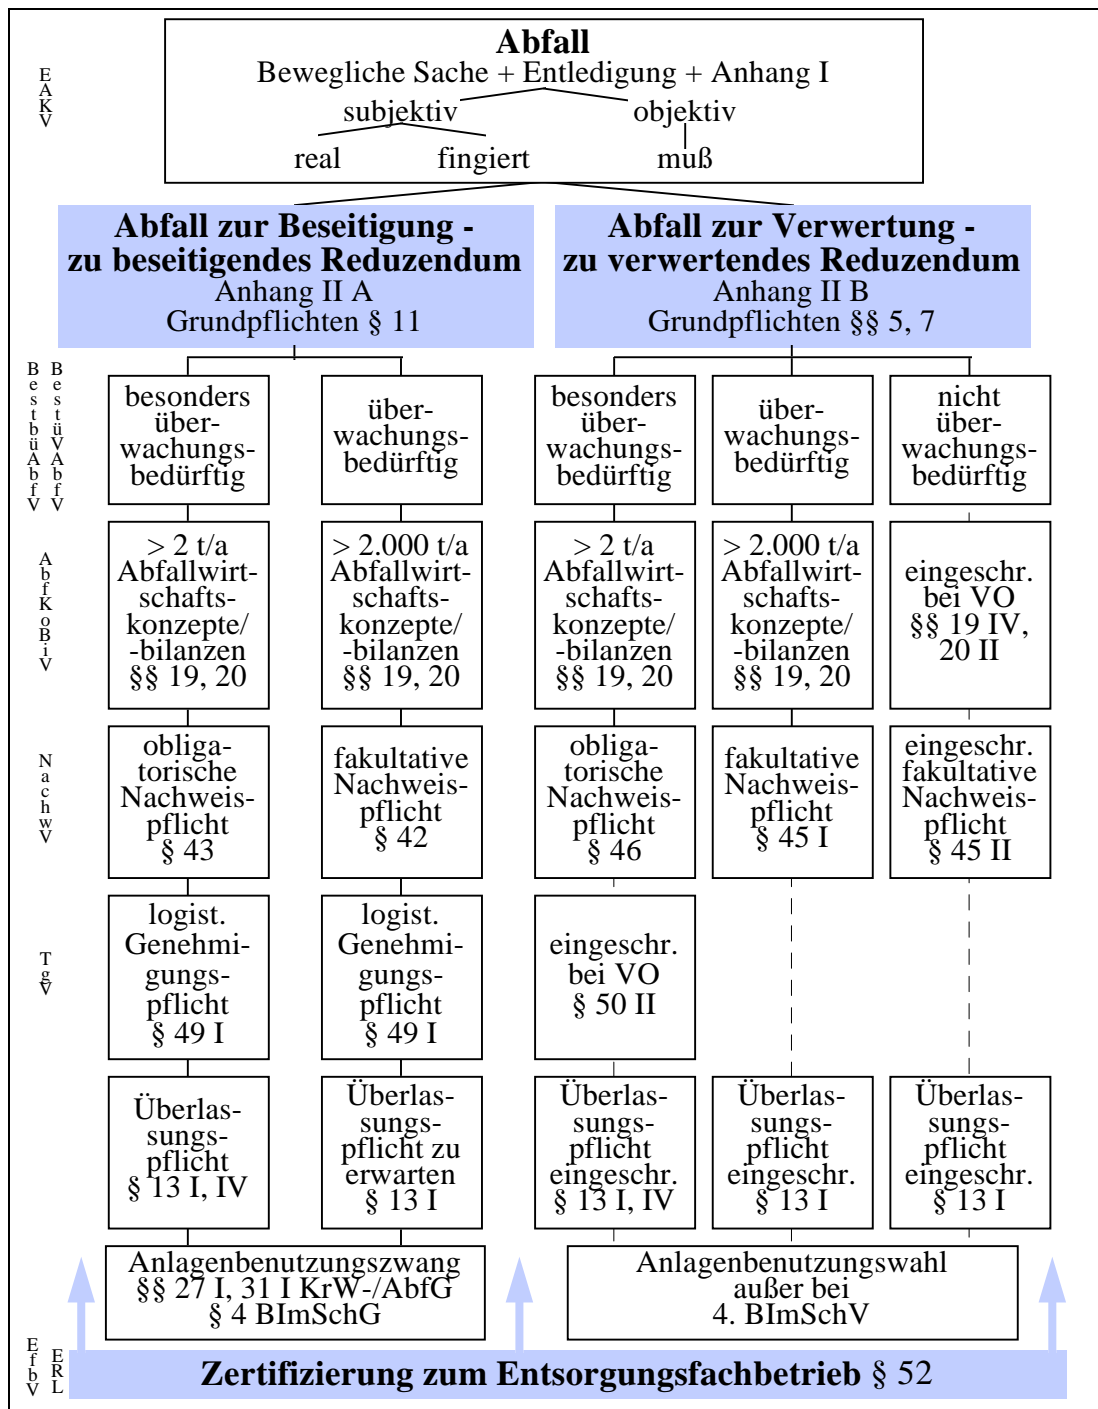 Abfall
Bewegliche Sache + Entledigung + Anhang I
subjektiv
objektiv
real
fingiert
muß
EAKV
Abfall zur Beseitigung -
zu beseitigendes Reduzendum
Anhang II A
Grundpflichten § 11
Abfall zur Verwertung -
zu verwertendes Reduzendum
Anhang II B
Grundpflichten §§ 5, 7
BestbüAbfV
BestüVAbfV
besonders
über-
wachungs-
bedürftig
über-
wachungs-
bedürftig
besonders
über-
wachungs-
bedürftig
über-
wachungs-
bedürftig
nicht
über-
wachungs-
bedürftig
AbfKoBiV
> 2 t/a
Abfallwirt-
schafts-
konzepte/
-bilanzen
§§ 19, 20
> 2.000 t/a
Abfallwirt-
schafts-
konzepte/
-bilanzen
§§ 19, 20
> 2 t/a
Abfallwirt-
schafts-
konzepte/
-bilanzen
§§ 19, 20
> 2.000 t/a
Abfallwirt-
schafts-
konzepte/
-bilanzen
§§ 19, 20
eingeschr.
bei VO
§§ 19 IV,
20 II
NachwV
obliga-
torische
Nachweis-
pflicht
§ 43
fakultative
Nachweis-
pflicht
§ 42
obliga-
torische
Nachweis-
pflicht
§ 46
fakultative
Nachweis-
pflicht
§ 45 I
eingeschr.
fakultative
Nachweis-
pflicht
§ 45 II
TgV
logist.
Genehmi-
gungs-
pflicht
§ 49 I
logist.
Genehmi-
gungs-
pflicht
§ 49 I
eingeschr.
bei VO
§ 50 II
Überlas-
sungs-
pflicht
§ 13 I, IV
Überlas-
sungs-
pflicht zu
erwarten
§ 13 I
Überlas-
sungs-
pflicht
eingeschr.
§ 13 I, IV
Überlas-
sungs-
pflicht
eingeschr.
§ 13 I
Überlas-
sungs-
pflicht
eingeschr.
§ 13 I
Anlagenbenutzungszwang
§§ 27 I, 31 I KrW-/AbfG
§ 4 BImSchG
Anlagenbenutzungswahl
außer bei
4. BImSchV
EfbV
ERL
Zertifizierung zum Entsorgungsfachbetrieb § 52